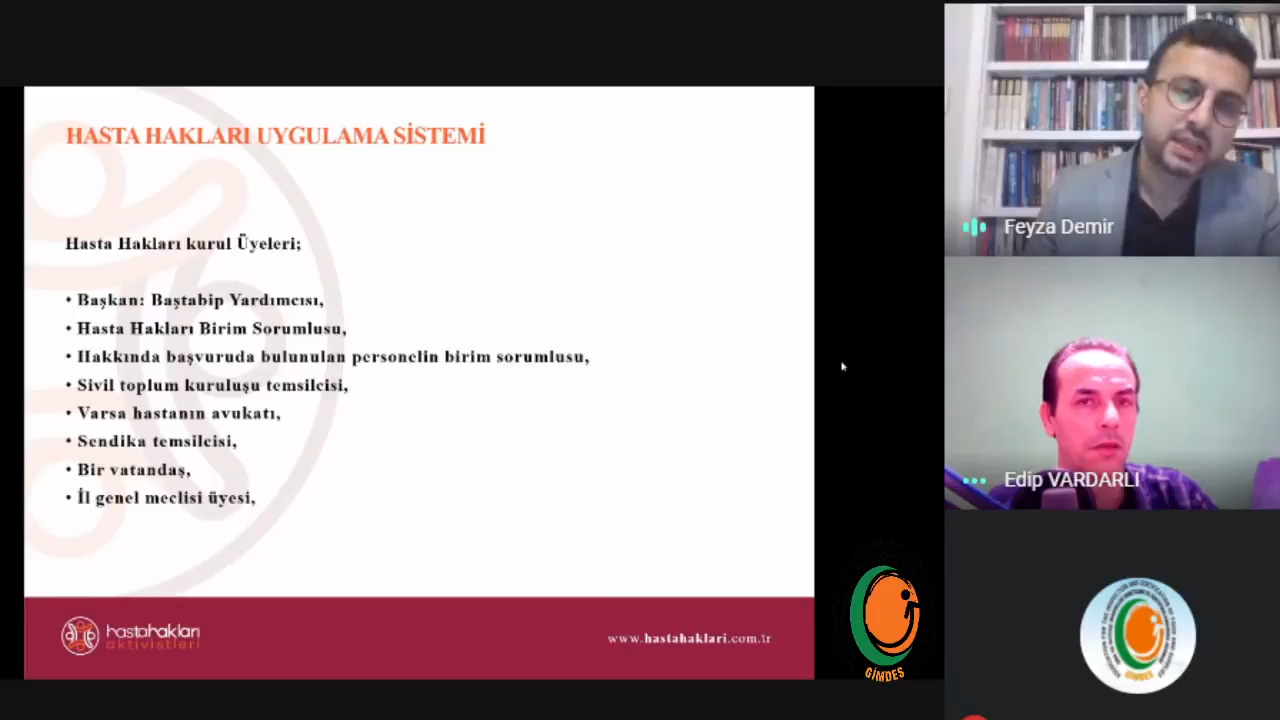 HASTA HAKLARI UYGULAMA SİSTEMİ
Hasta Hakları kurul Üyeleri;
• Başkan: Baştabip Yardımcısı,
• Hasta Hakları Birim Sorumlusu,
• Hakkında başvuruda bulunulan personelin birim sorumlusu,
• Sivil toplum kuruluşu temsilcisi,
• Varsa hastanın avukatı,
• Sendika temsilcisi,
• Bir vatandaş,
• İl genel meclisi üyesi,
hastahakları
aktivistleri
www.hastahaklari.com.tr
GİMDES
Feyza Demir
Edip VARDARLI
GİMDES